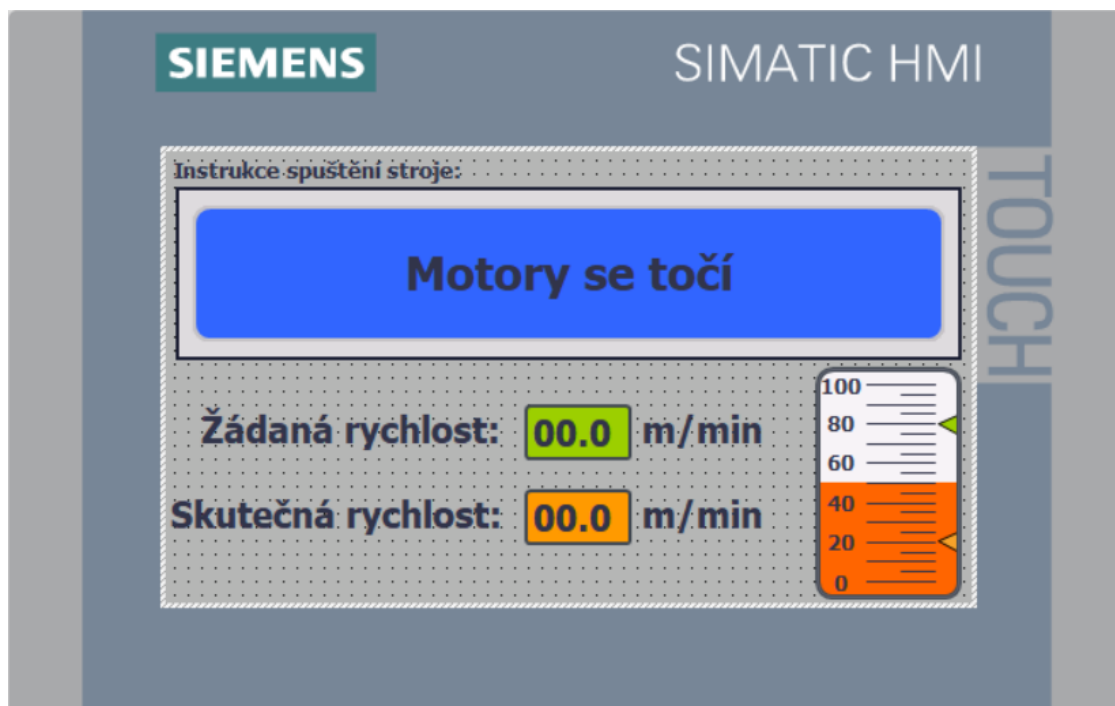 SIEMENS
SIMATIC HMI
TOUCH
Instrukce spuštění stroje:
Motory se točí
Žádaná rychlost: 00.0 m/min
Skutečná rychlost: 00.0 m/min
100
80
60
40
20
0